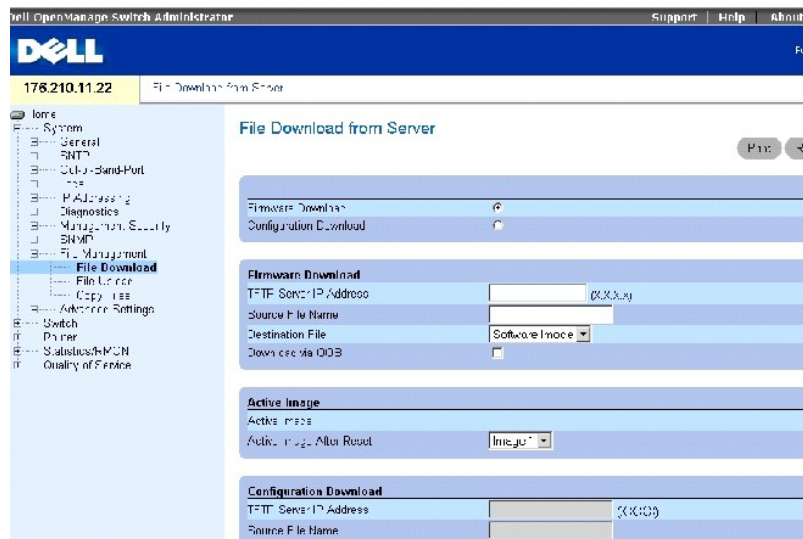 Dell OpenManage Switch Administrator
Support | Help | About
DELL
176.210.11.22
File Download from Server
Home
System
General
SNTP
Out-of-Band-Port
Logs
IP Addressing
Diagnostics
Management Security
SNMP
File Management
File Download
File Upload
Copy Files
Advanced Settings
Switch
Router
Statistics/RMON
Quality of Service
File Download from Server
Print
Firmware Download
Configuration Download
Firmware Download
TFTP Server IP Address
(X.X.X.X)
Source File Name
Destination File
Software Image
Download via OOB
Active Image
Active Image
Active Image After Reset
Image 1
Configuration Download
TFTP Server IP Address
(X.X.X.X)
Source File Name